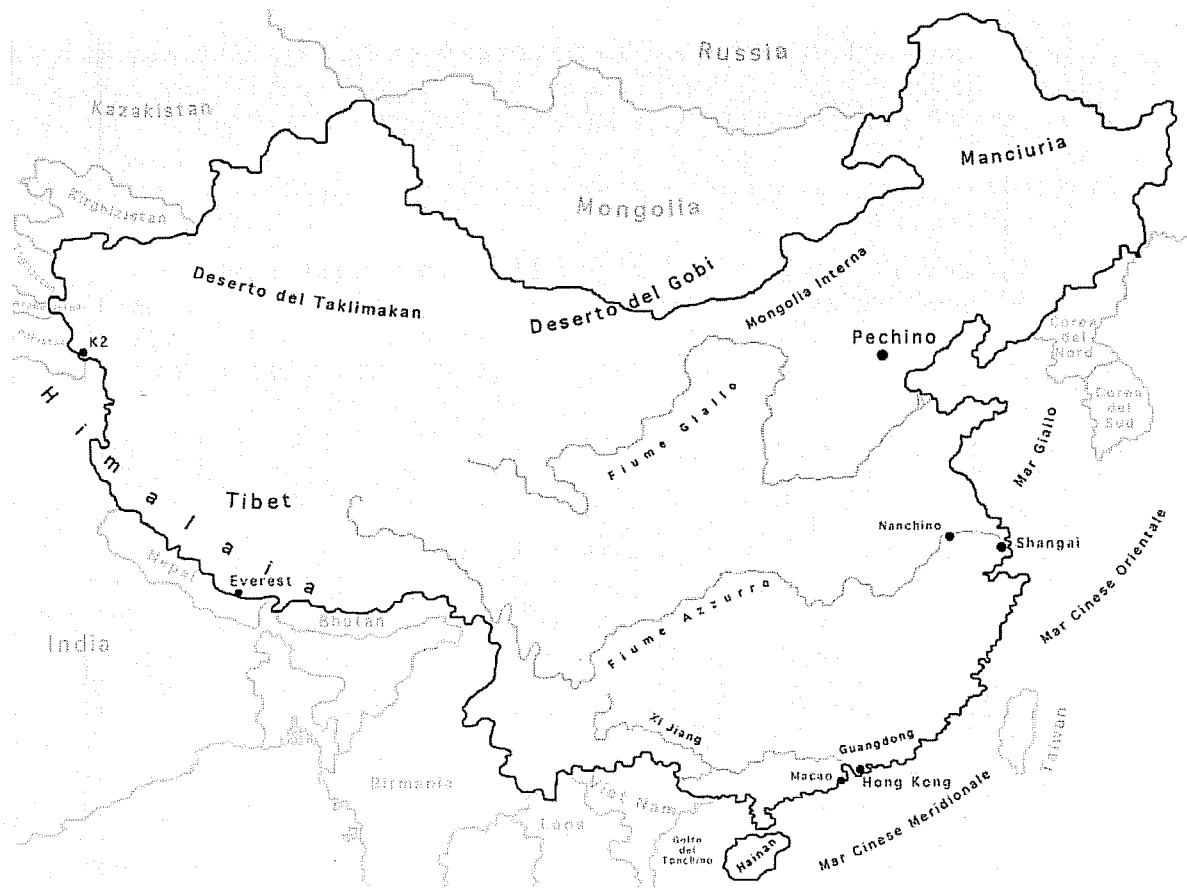 Russia
Kazakistan
Manciuria
Kirghizistan
Mongolia
Deserto del Taklimakan
Deserto del Gobi
Mongolia Interna
K2
Pechino
Corea
del
Nord
Himalaia
Fiume Giallo
Corea
del
Sud
Mar Giallo
Tibet
Nanchino
Shangai
Nepal
Everest
Mar Cinese Orientale
Fiume Azzurro
Bhutan
India
Xi Jiang
Guangdong
Taiwan
Birmania
Macao
Hong Kong
Viet Nam
Laos
Golfo
del
Tonchino
Hainan
Mar Cinese Meridionale